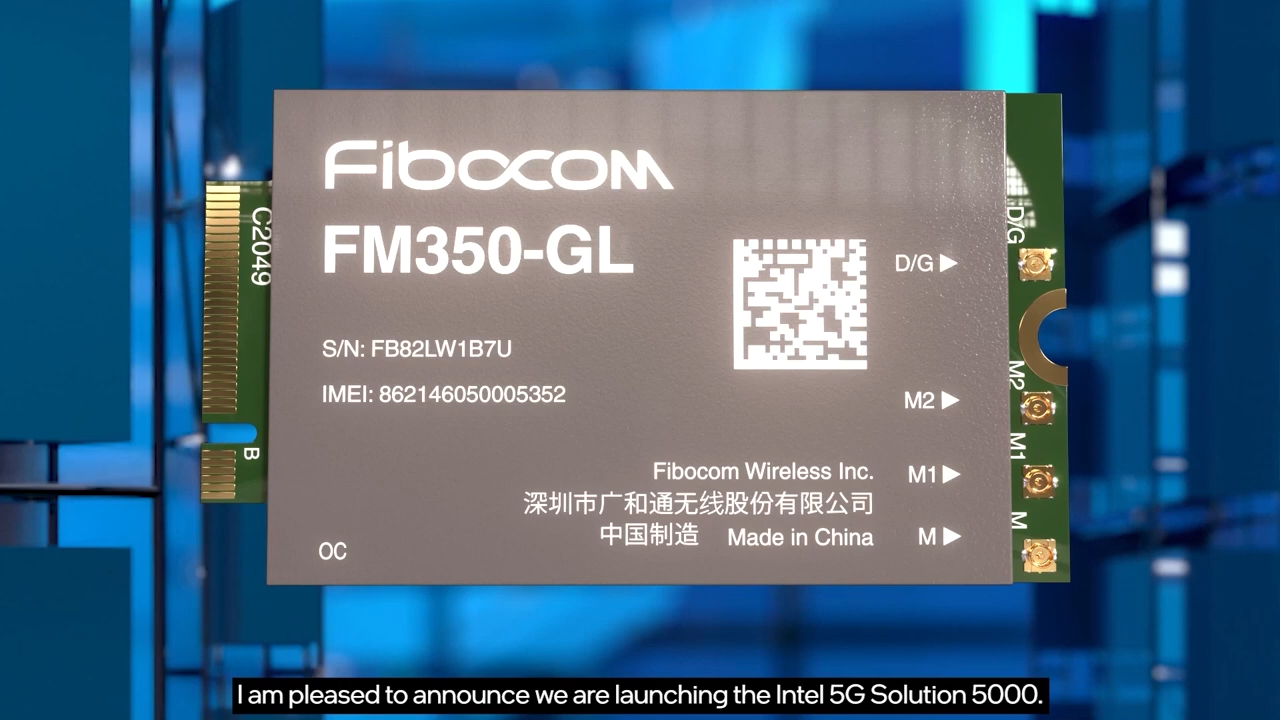 Fibocom
FM350-GL
C2049
S/N: FB82LW1B7U
IMEI: 862146050005352
B
D/G ▶
D/G
M2 ▶
M2
M1 ▶
M1
M ▶
M
Fibocom Wireless Inc.
深圳市广和通无线股份有限公司
中国制造 Made in China
OC
I am pleased to announce we are launching the Intel 5G Solution 5000.